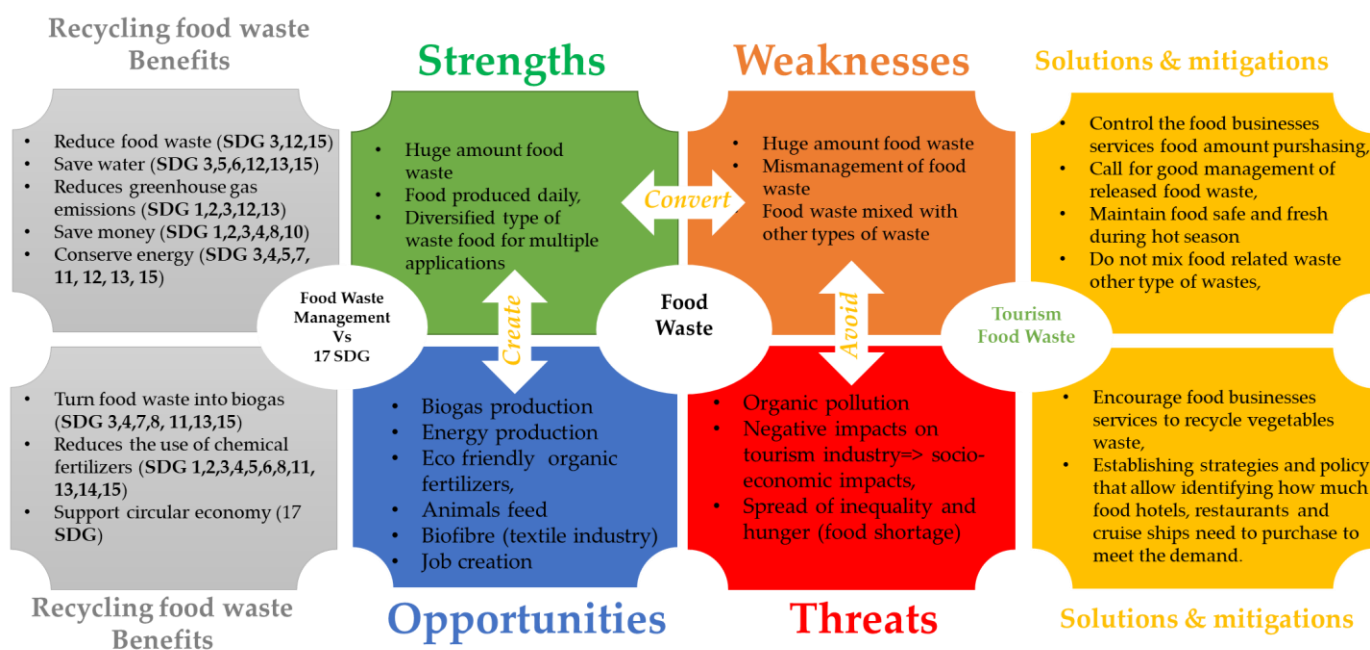 Recycling food waste
Benefits
Strengths
Weaknesses
Solutions & mitigations
• Reduce food waste (SDG 3,12,15)
• Save water (SDG 3,5,6,12,13,15)
• Reduces greenhouse gas
emissions (SDG 1,2,3,12,13)
• Save money (SDG 1,2,3,4,8,10)
• Conserve energy (SDG 3,4,5,7,
11, 12, 13, 15)
• Huge amount food
waste
• Food produced daily,
• Diversified type of
waste food for multiple
applications
Convert
• Huge amount food waste
• Mismanagement of food
waste
• Food waste mixed with
other types of waste
• Control the food businesses
services food amount purshasing,
• Call for good management of
released food waste,
• Maintain food safe and fresh
during hot season
• Do not mix food related waste
other type of wastes,
Food Waste
Management
Vs
17 SDG
Create
Food
Waste
Avoid
Tourism
Food Waste
• Turn food waste into biogas
(SDG 3,4,7,8, 11,13,15)
• Reduces the use of chemical
fertilizers (SDG 1,2,3,4,5,6,8,11,
13,14,15)
• Support circular economy (17
SDG)
• Biogas production
• Energy production
• Eco friendly organic
fertilizers,
• Animals feed
• Biofibre (textile industry)
• Job creation
• Organic pollution
• Negative impacts on
tourism industry=> socio-
economic impacts,
• Spread of inequality and
hunger (food shortage)
• Encourage food businesses
services to recycle vegetables
waste,
• Establishing strategies and policy
that allow identifying how much
food hotels, restaurants and
cruise ships need to purchase to
meet the demand.
Recycling food waste
Benefits
Opportunities
Threats
Solutions & mitigations